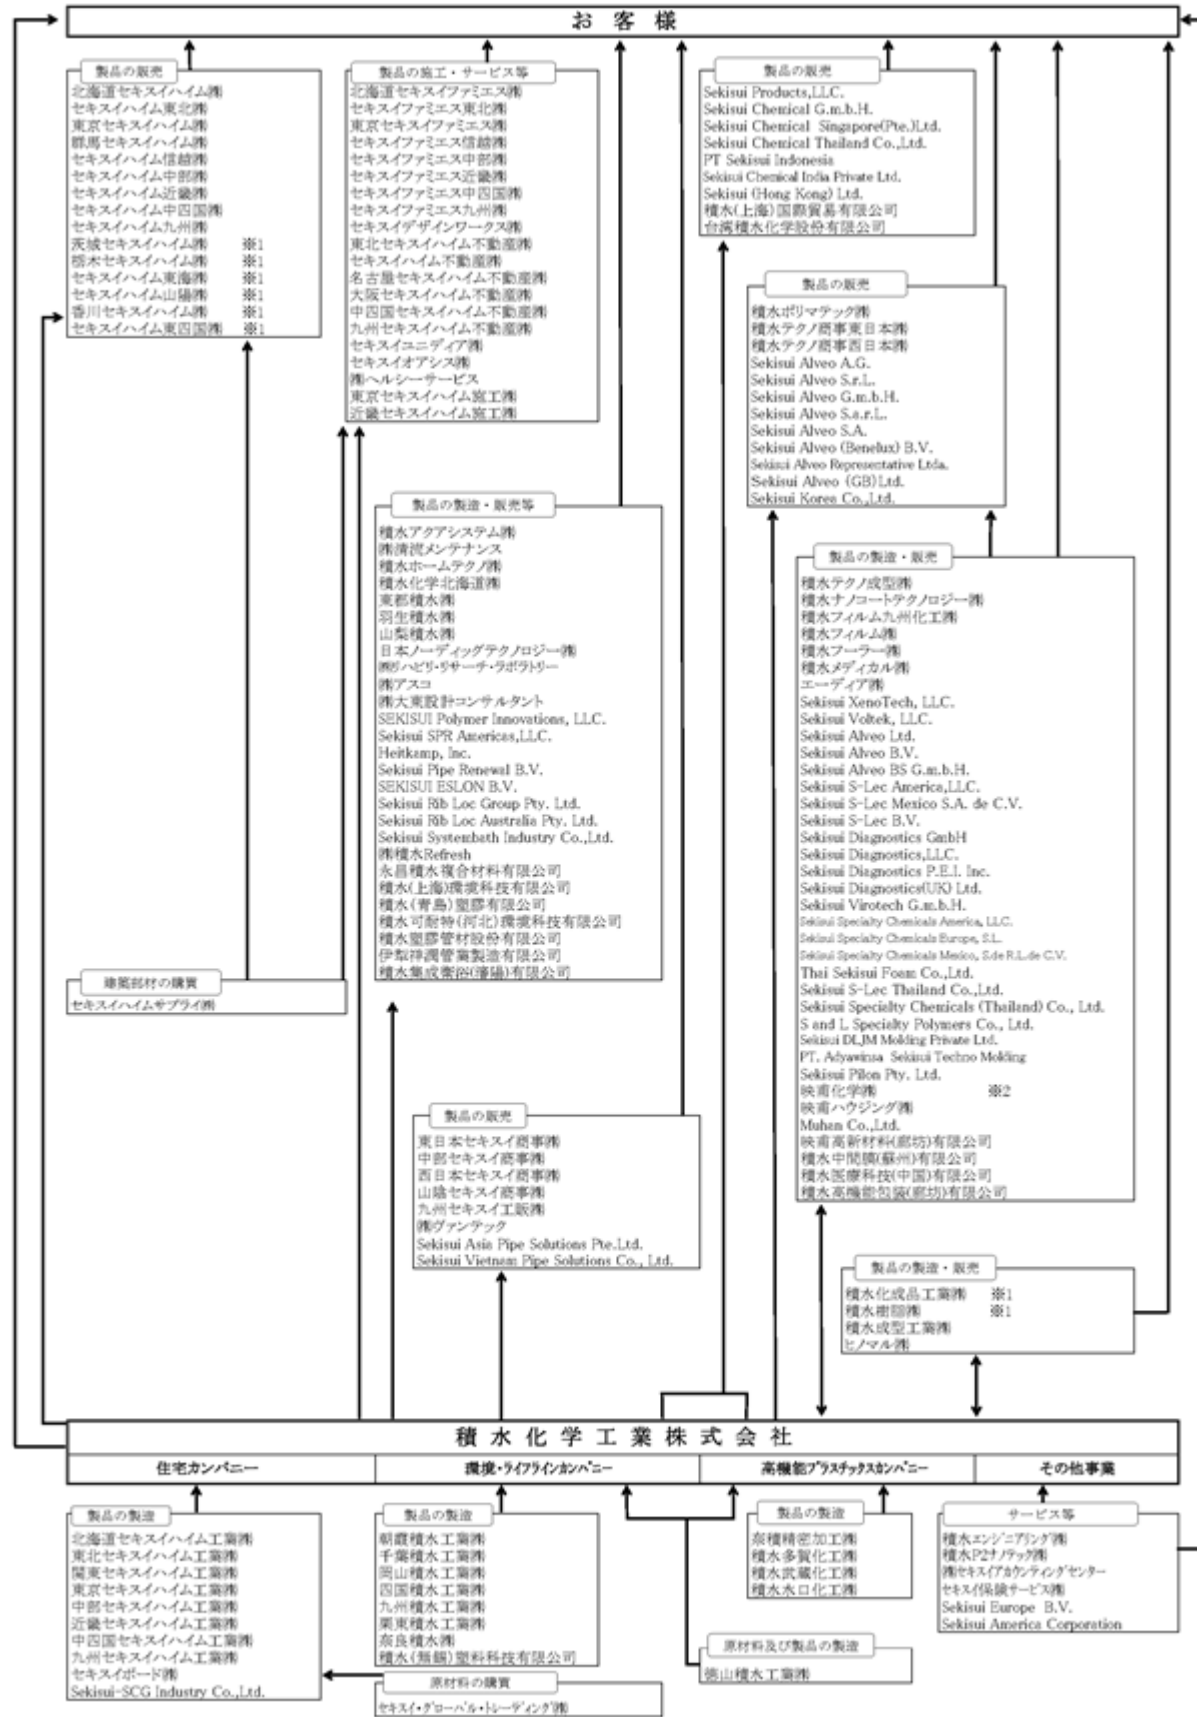 お客様
製品の販売
北海道セキスイハイム㈱
セキスイハイム東北㈱
東京セキスイハイム㈱
群馬セキスイハイム㈱
セキスイハイム信越㈱
セキスイハイム中部㈱
セキスイハイム近畿㈱
セキスイハイム中四国㈱
セキスイハイム九州㈱
茨城セキスイハイム㈱ ※1
栃木セキスイハイム㈱ ※1
セキスイハイム東海㈱ ※1
セキスイハイム山陽㈱ ※1
香川セキスイハイム㈱ ※1
セキスイハイム東四国㈱ ※1
製品の施工・サービス等
北海道セキスイファミエス㈱
セキスイファミエス東北㈱
東京セキスイファミエス㈱
セキスイファミエス信越㈱
セキスイファミエス中部㈱
セキスイファミエス近畿㈱
セキスイファミエス中四国㈱
セキスイファミエス九州㈱
セキスイデザインワークス㈱
東北セキスイハイム不動産㈱
セキスイハイム不動産㈱
名古屋セキスイハイム不動産㈱
大阪セキスイハイム不動産㈱
中四国セキスイハイム不動産㈱
九州セキスイハイム不動産㈱
セキスイユニディア㈱
セキスイオアシス㈱
㈱ヘルシーサービス
東京セキスイハイム施工㈱
近畿セキスイハイム施工㈱
製品の販売
Sekisui Products,LLC.
Sekisui Chemical G.m.b.H.
Sekisui Chemical Singapore(Pte.)Ltd.
Sekisui Chemical Thailand Co.,Ltd.
PT Sekisui Indonesia
Sekisui Chemical India Private Ltd.
Sekisui (Hong Kong) Ltd.
積水(上海)国際貿易有限公司
台湾積水化学股份有限公司
製品の販売
積水ポリマテック㈱
積水テクノ商事東日本㈱
積水テクノ商事西日本㈱
Sekisui Alveo A.G.
Sekisui Alveo S.r.L.
Sekisui Alveo G.m.b.H.
Sekisui Alveo S.a.r.L.
Sekisui Alveo S.A.
Sekisui Alveo (Benelux) B.V.
Sekisui Alveo Representative Ltda.
Sekisui Alveo (GB)Ltd.
Sekisui Korea Co.,Ltd.
製品の製造・販売等
積水アクアシステム㈱
㈱清流メンテナンス
積水ホームテクノ㈱
積水化学北海道㈱
東都積水㈱
羽生積水㈱
山梨積水㈱
日本ノーディッグテクノロジー㈱
㈱リハビリ・リサーチ・ラボラトリー
㈱アスコ
㈱大東設計コンサルタント
SEKISUI Polymer Innovations, LLC.
Sekisui SPR Americas,LLC.
Heitkamp, Inc.
Sekisui Pipe Renewal B.V.
SEKISUI ESLON B.V.
Sekisui Rib Loc Group Pty. Ltd.
Sekisui Rib Loc Australia Pty. Ltd.
Sekisui Systembath Industry Co.,Ltd.
㈱積水Refresh
永昌積水複合材料有限公司
積水(上海)環境科技有限公司
積水(青島)塑膠有限公司
積水可耐特(河北)環境科技有限公司
積水塑膠管材股份有限公司
伊犁祥潤管業製造有限公司
積水集成衛浴(瀋陽)有限公司
製品の製造・販売
積水テクノ成型㈱
積水ナノコートテクノロジー㈱
積水フィルム九州化工㈱
積水フィルム㈱
積水フーラー㈱
積水メディカル㈱
エーディア㈱
Sekisui XenoTech, LLC.
Sekisui Voltek, LLC.
Sekisui Alveo Ltd.
Sekisui Alveo B.V.
Sekisui Alveo BS G.m.b.H.
Sekisui S-Lec America,LLC.
Sekisui S-Lec Mexico S.A. de C.V.
Sekisui S-Lec B.V.
Sekisui Diagnostics GmbH
Sekisui Diagnostics,LLC.
Sekisui Diagnostics P.E.I. Inc.
Sekisui Diagnostics(UK) Ltd.
Sekisui Virotech G.m.b.H.
Sekisui Specialty Chemicals America, LLC.
Sekisui Specialty Chemicals Europe, S.L.
Sekisui Specialty Chemicals Mexico, S.de R.L.de C.V.
Thai Sekisui Foam Co.,Ltd.
Sekisui S-Lec Thailand Co.,Ltd.
Sekisui Specialty Chemicals (Thailand) Co., Ltd.
S and L Specialty Polymers Co., Ltd.
Sekisui DLJM Molding Private Ltd.
PT. Adyawinsa Sekisui Techno Molding
Sekisui Pilon Pty. Ltd.
映甫化学㈱ ※2
映甫ハウジング㈱
Muhan Co.,Ltd.
映甫高新材料(廊坊)有限公司
積水中間膜(蘇州)有限公司
積水医療科技(中国)有限公司
積水高機能包装(廊坊)有限公司
建築部材の購買
セキスイハイムサプライ㈱
製品の販売
東日本セキスイ商事㈱
中部セキスイ商事㈱
西日本セキスイ商事㈱
山陰セキスイ商事㈱
九州セキスイ工販㈱
㈱ヴァンテック
Sekisui Asia Pipe Solutions Pte.Ltd.
Sekisui Vietnam Pipe Solutions Co., Ltd.
製品の製造・販売
積水化成品工業㈱ ※1
積水樹脂㈱ ※1
積水成型工業㈱
ヒノマル㈱
積水化学工業株式会社
住宅カンパニー 環境・ライフラインカンパニー 高機能プラスチックスカンパニー その他事業
製品の製造
北海道セキスイハイム工業㈱
東北セキスイハイム工業㈱
関東セキスイハイム工業㈱
東京セキスイハイム工業㈱
中部セキスイハイム工業㈱
近畿セキスイハイム工業㈱
中四国セキスイハイム工業㈱
九州セキスイハイム工業㈱
セキスイボード㈱
Sekisui-SCG Industry Co.,Ltd.
製品の製造
朝霞積水工業㈱
千葉積水工業㈱
岡山積水工業㈱
四国積水工業㈱
九州積水工業㈱
栗東積水工業㈱
奈良積水㈱
積水(無錫)塑料科技有限公司
原材料の購買
セキスイ・グローバル・トレーディング㈱
製品の製造
奈積精密加工㈱
積水多賀化工㈱
積水武蔵化工㈱
積水水口化工㈱
原材料及び製品の製造
徳山積水工業㈱
サービス等
積水エンジニアリング㈱
積水P2ナノテック㈱
㈱セキスイアカウンティングセンター
セキスイ保険サービス㈱
Sekisui Europe B.V.
Sekisui America Corporation